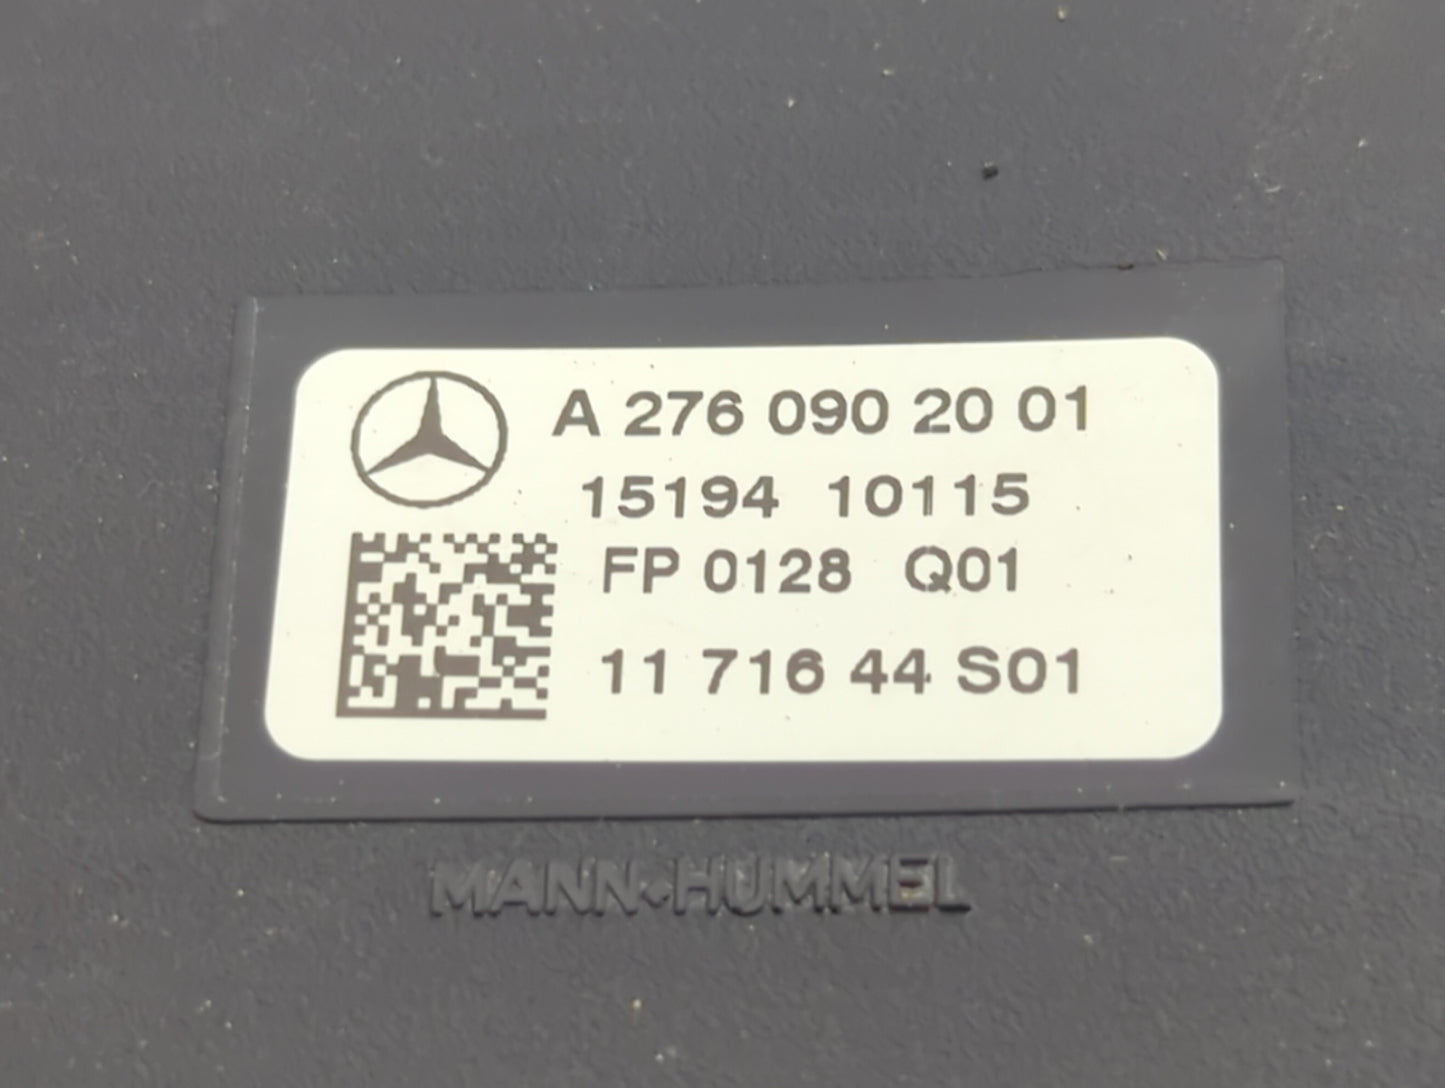 A 276 090 20 01
15194 10115
FP 0128 Q01
11 716 44 S01
MANN+HUMMEL